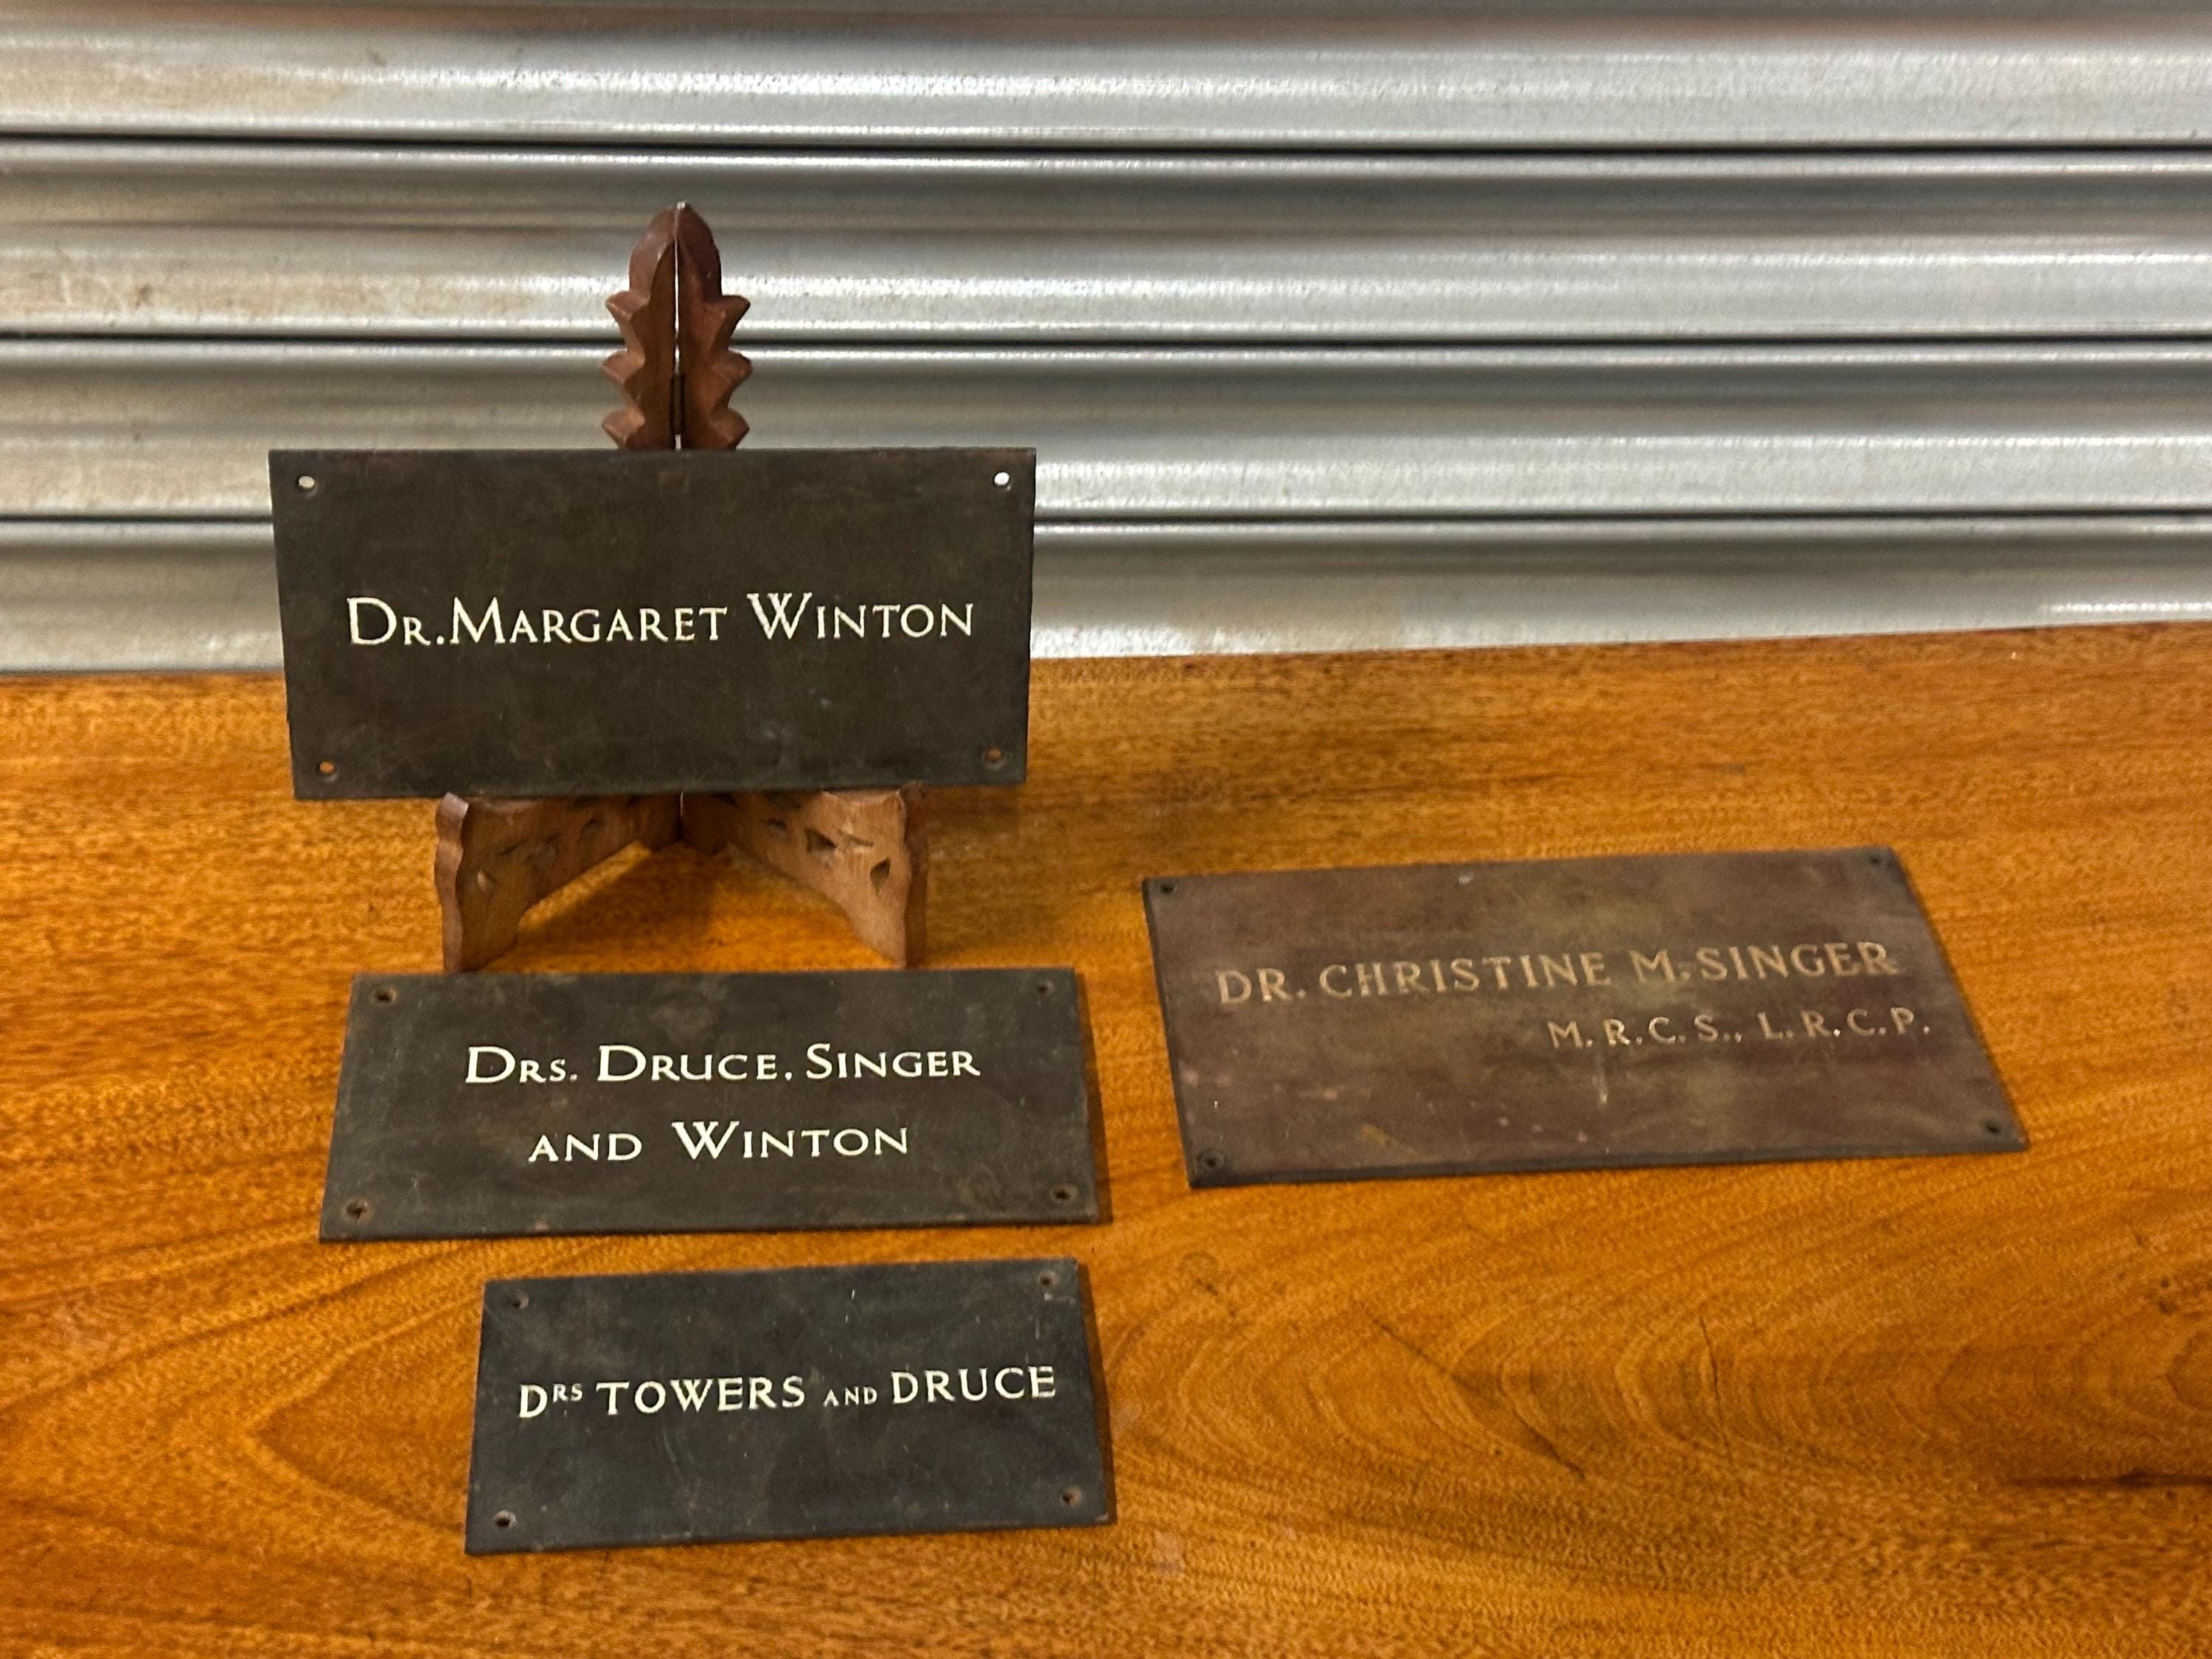 DR. MARGARET WINTON
DRS. DRUCE, SINGER
AND WINTON
DRS TOWERS AND DRUCE
DR. CHRISTINE M. SINGER
M.R.C.S., L.R.C.P.